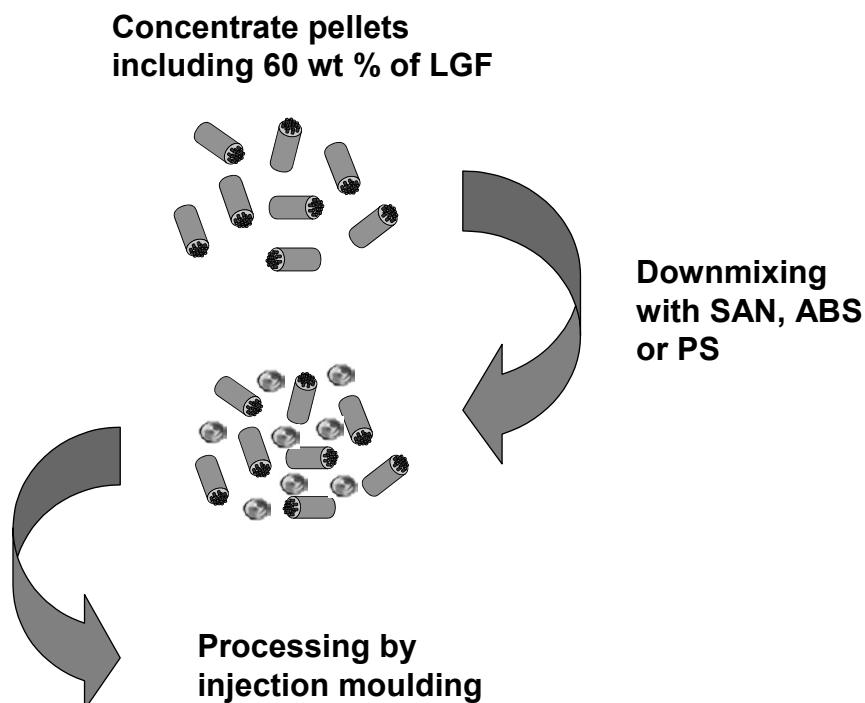 Concentrate pellets
including 60 wt % of LGF
Downmixing
with SAN, ABS
or PS
Processing by
injection moulding